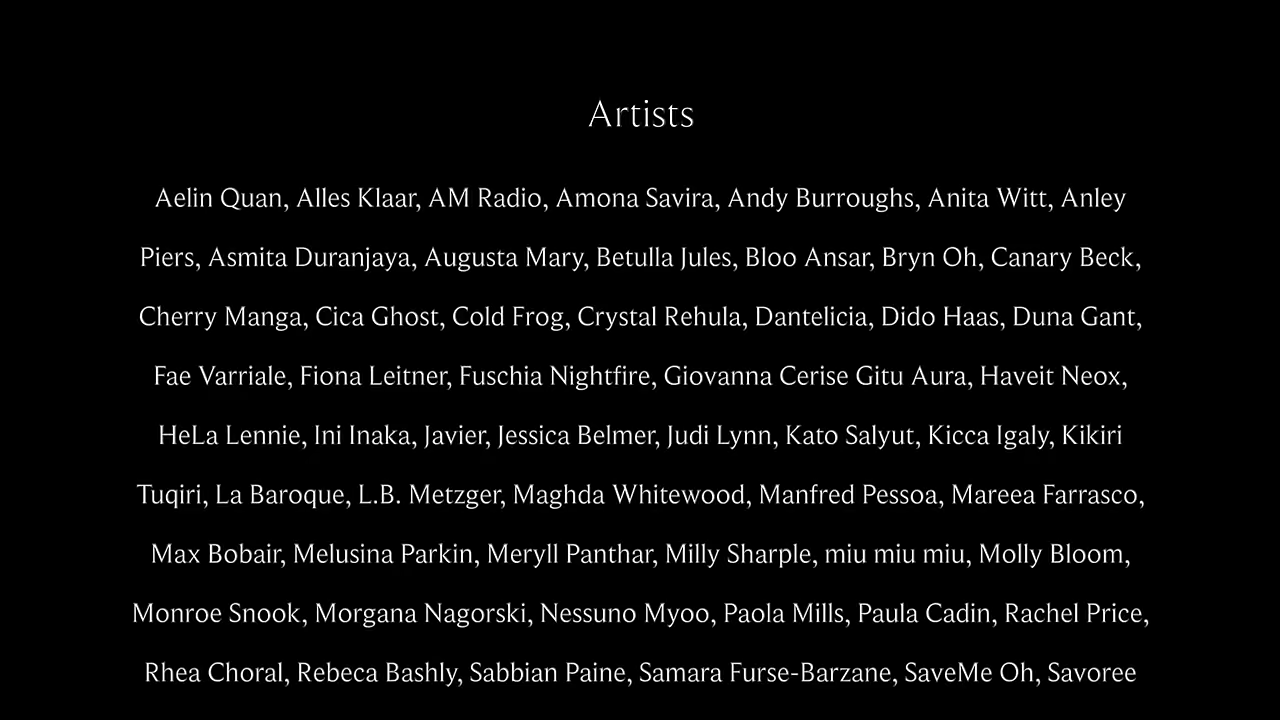 Artists
Aelin Quan, Alles Klaar, AM Radio, Amona Savira, Andy Burroughs, Anita Witt, Anley
Piers, Asmita Duranjaya, Augusta Mary, Betulla Jules, Bloo Ansar, Bryn Oh, Canary Beck,
Cherry Manga, Cica Ghost, Cold Frog, Crystal Rehula, Dantelicia, Dido Haas, Duna Gant,
Fae Varriale, Fiona Leitner, Fuschia Nightfire, Giovanna Cerise Gitu Aura, Haveit Neox,
HeLa Lennie, Ini Inaka, Javier, Jessica Belmer, Judi Lynn, Kato Salyut, Kicca Igaly, Kikiri
Tuqiri, La Baroque, L.B. Metzger, Maghda Whitewood, Manfred Pessoa, Mareea Farrasco,
Max Bobair, Melusina Parkin, Meryll Panthar, Milly Sharple, miu miu miu, Molly Bloom,
Monroe Snook, Morgana Nagorski, Nessuno Myoo, Paola Mills, Paula Cadin, Rachel Price,
Rhea Choral, Rebeca Bashly, Sabbian Paine, Samara Furse-Barzane, SaveMe Oh, Savoree